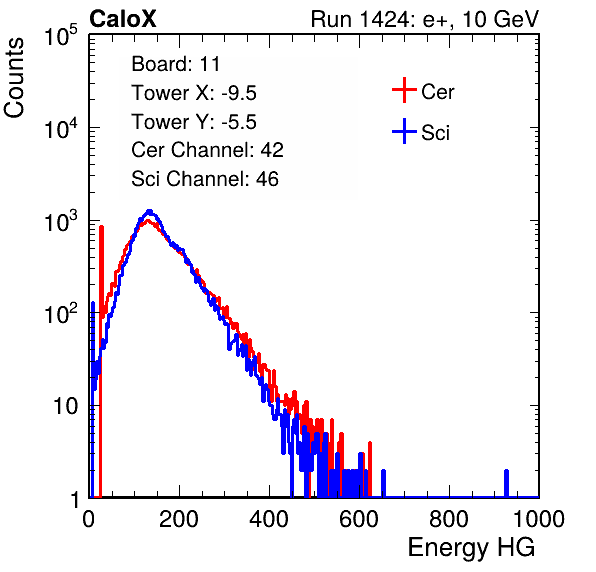 CaloX Run 1424: e+, 10 GeV
Counts
10^5
10^4
10^3
10^2
10
1
Board: 11
Tower X: -9.5
Tower Y: -5.5
Cer Channel: 42
Sci Channel: 46
Cer
Sci
0 200 400 600 800 1000
Energy HG